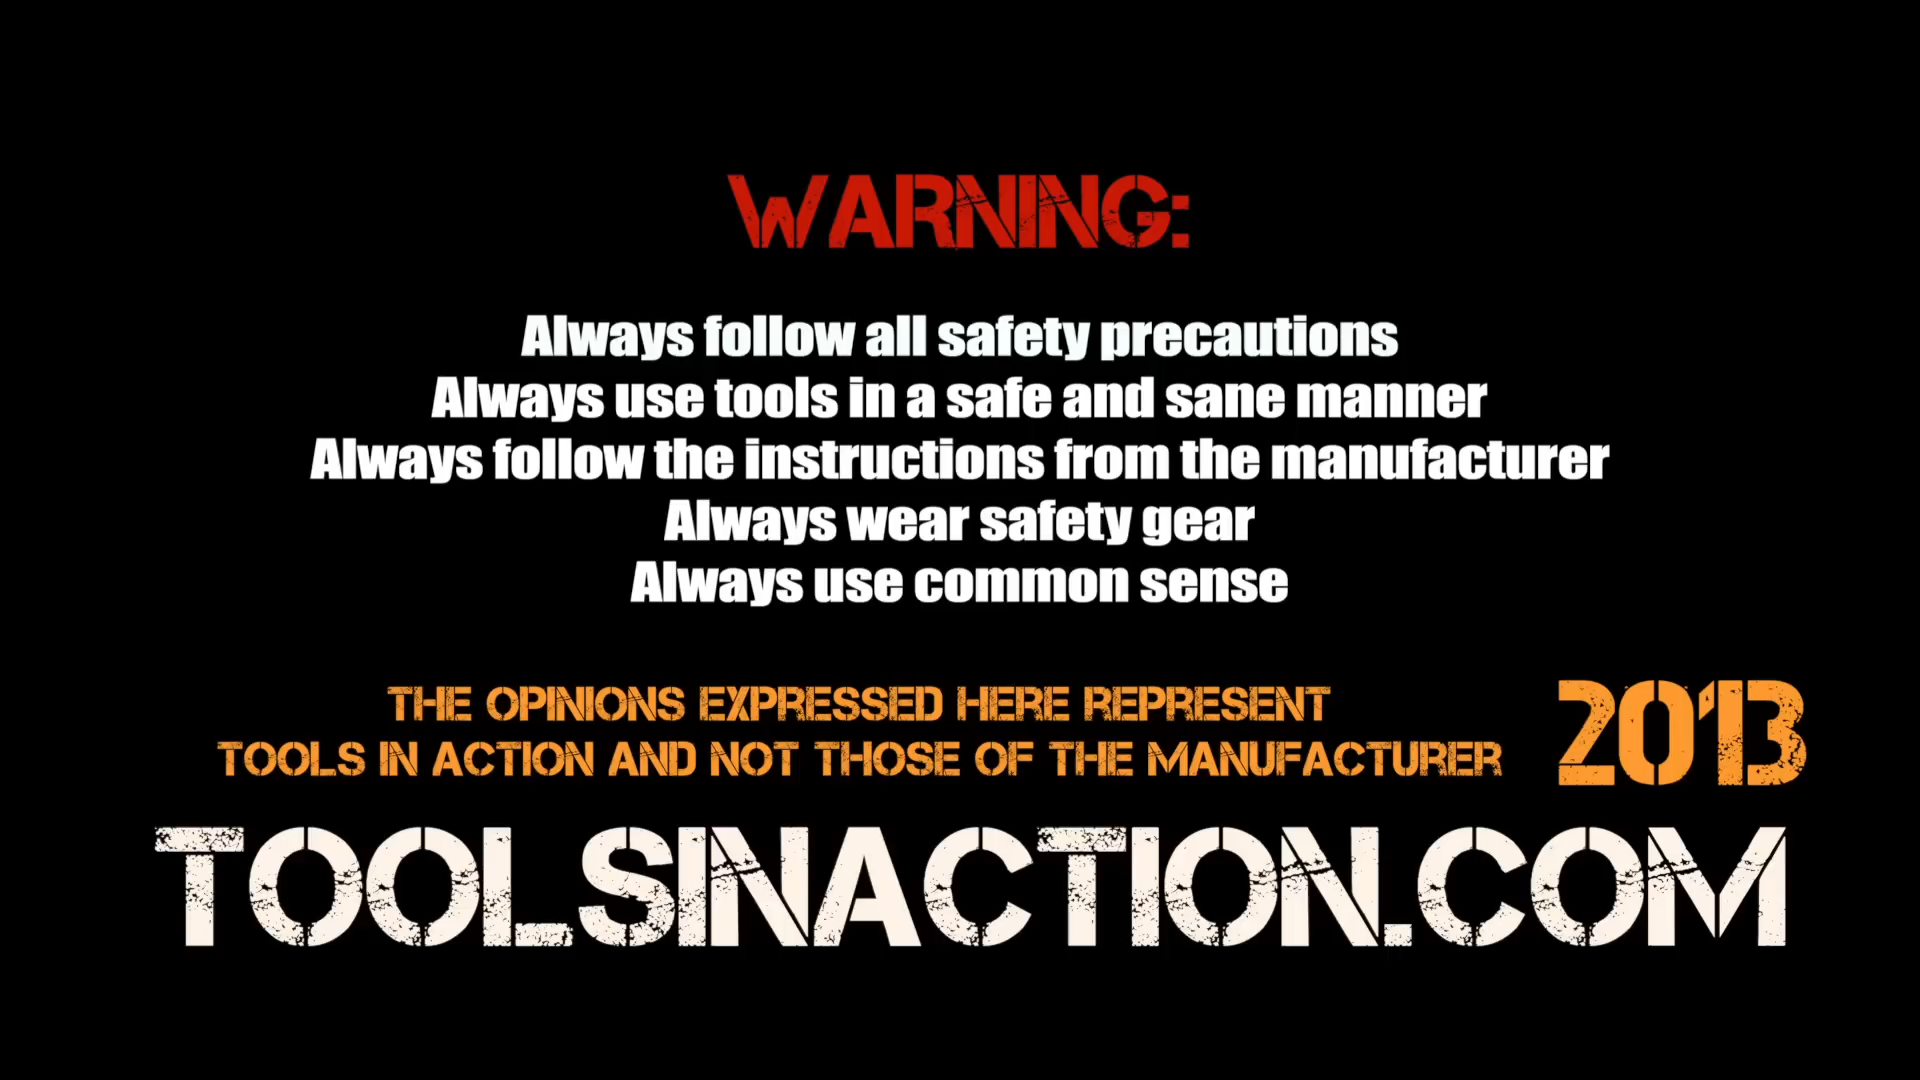 WARNING:
Always follow all safety precautions
Always use tools in a safe and sane manner
Always follow the instructions from the manufacturer
Always wear safety gear
Always use common sense
THE OPINIONS EXPRESSED HERE REPRESENT
TOOLS IN ACTION AND NOT THOSE OF THE MANUFACTURER
2013
TOOLSINACTION.COM